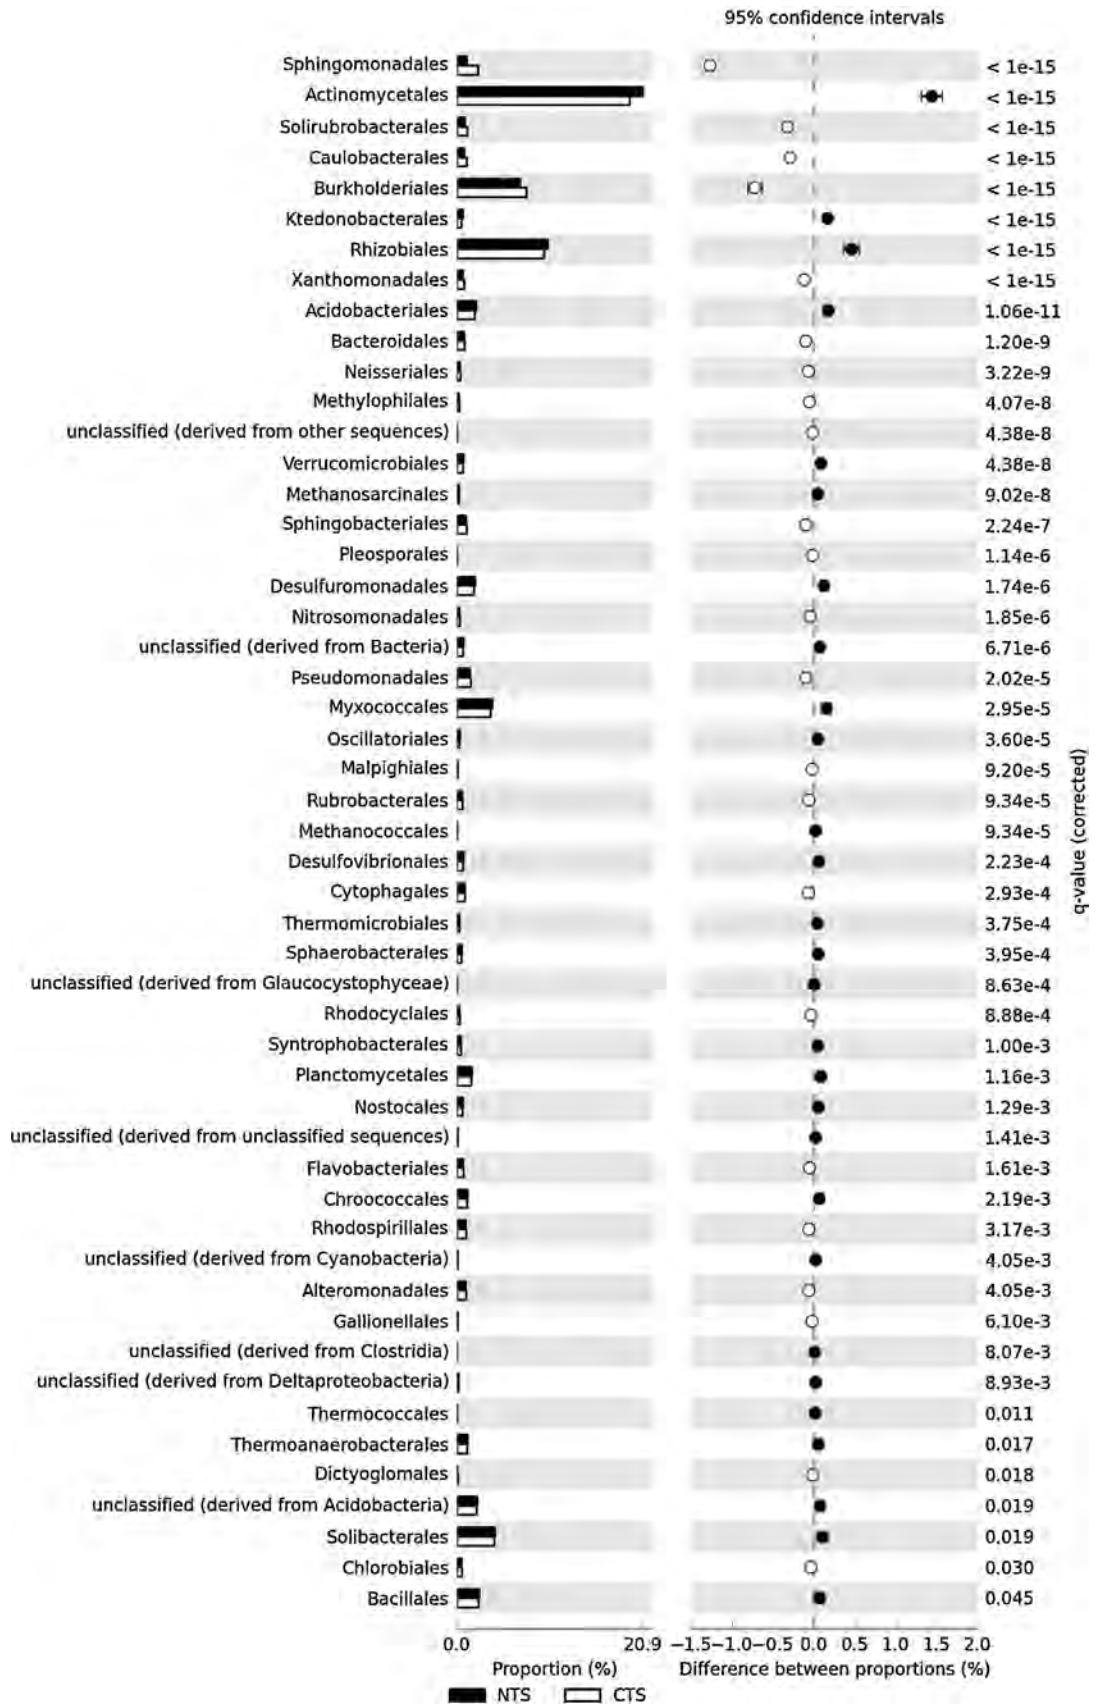 95% confidence intervals
Sphingomonadales < 1e-15
Actinomycetales < 1e-15
Solirubrobacterales < 1e-15
Caulobacterales < 1e-15
Burkholderiales < 1e-15
Ktedonobacterales < 1e-15
Rhizobiales < 1e-15
Xanthomonadales < 1e-15
Acidobacteriales 1.06e-11
Bacteroidales 1.20e-9
Neisseriales 3.22e-9
Methylophilales 4.07e-8
unclassified (derived from other sequences) 4.38e-8
Verrucomicrobiales 4.38e-8
Methanosarcinales 9.02e-8
Sphingobacteriales 2.24e-7
Pleosporales 1.14e-6
Desulfuromonadales 1.74e-6
Nitrosomonadales 1.85e-6
unclassified (derived from Bacteria) 6.71e-6
Pseudomonadales 2.02e-5
Myxococcales 2.95e-5
Oscillatoriales 3.60e-5
Malpighiales 9.20e-5
Rubrobacterales 9.34e-5
Methanococcales 9.34e-5
Desulfovibrionales 2.23e-4
Cytophagales 2.93e-4
Thermomicrobiales 3.75e-4
Sphaerobacterales 3.95e-4
unclassified (derived from Glaucocystophyceae) 8.63e-4
Rhodocyclales 8.88e-4
Syntrophobacterales 1.00e-3
Planctomycetales 1.16e-3
Nostocales 1.29e-3
unclassified (derived from unclassified sequences) 1.41e-3
Flavobacteriales 1.61e-3
Chroococcales 2.19e-3
Rhodospirillales 3.17e-3
unclassified (derived from Cyanobacteria) 4.05e-3
Alteromonadales 4.05e-3
Gallionellales 6.10e-3
unclassified (derived from Clostridia) 8.07e-3
unclassified (derived from Deltaproteobacteria) 8.93e-3
Thermococcales 0.011
Thermoanaerobacterales 0.017
Dictyoglomales 0.018
unclassified (derived from Acidobacteria) 0.019
Solibacterales 0.019
Chlorobiales 0.030
Bacillales 0.045
q-value (corrected)
0.0 20.9 −1.5 −1.0 −0.5 0.0 0.5 1.0 1.5 2.0
Proportion (%) Difference between proportions (%)
NTS CTS